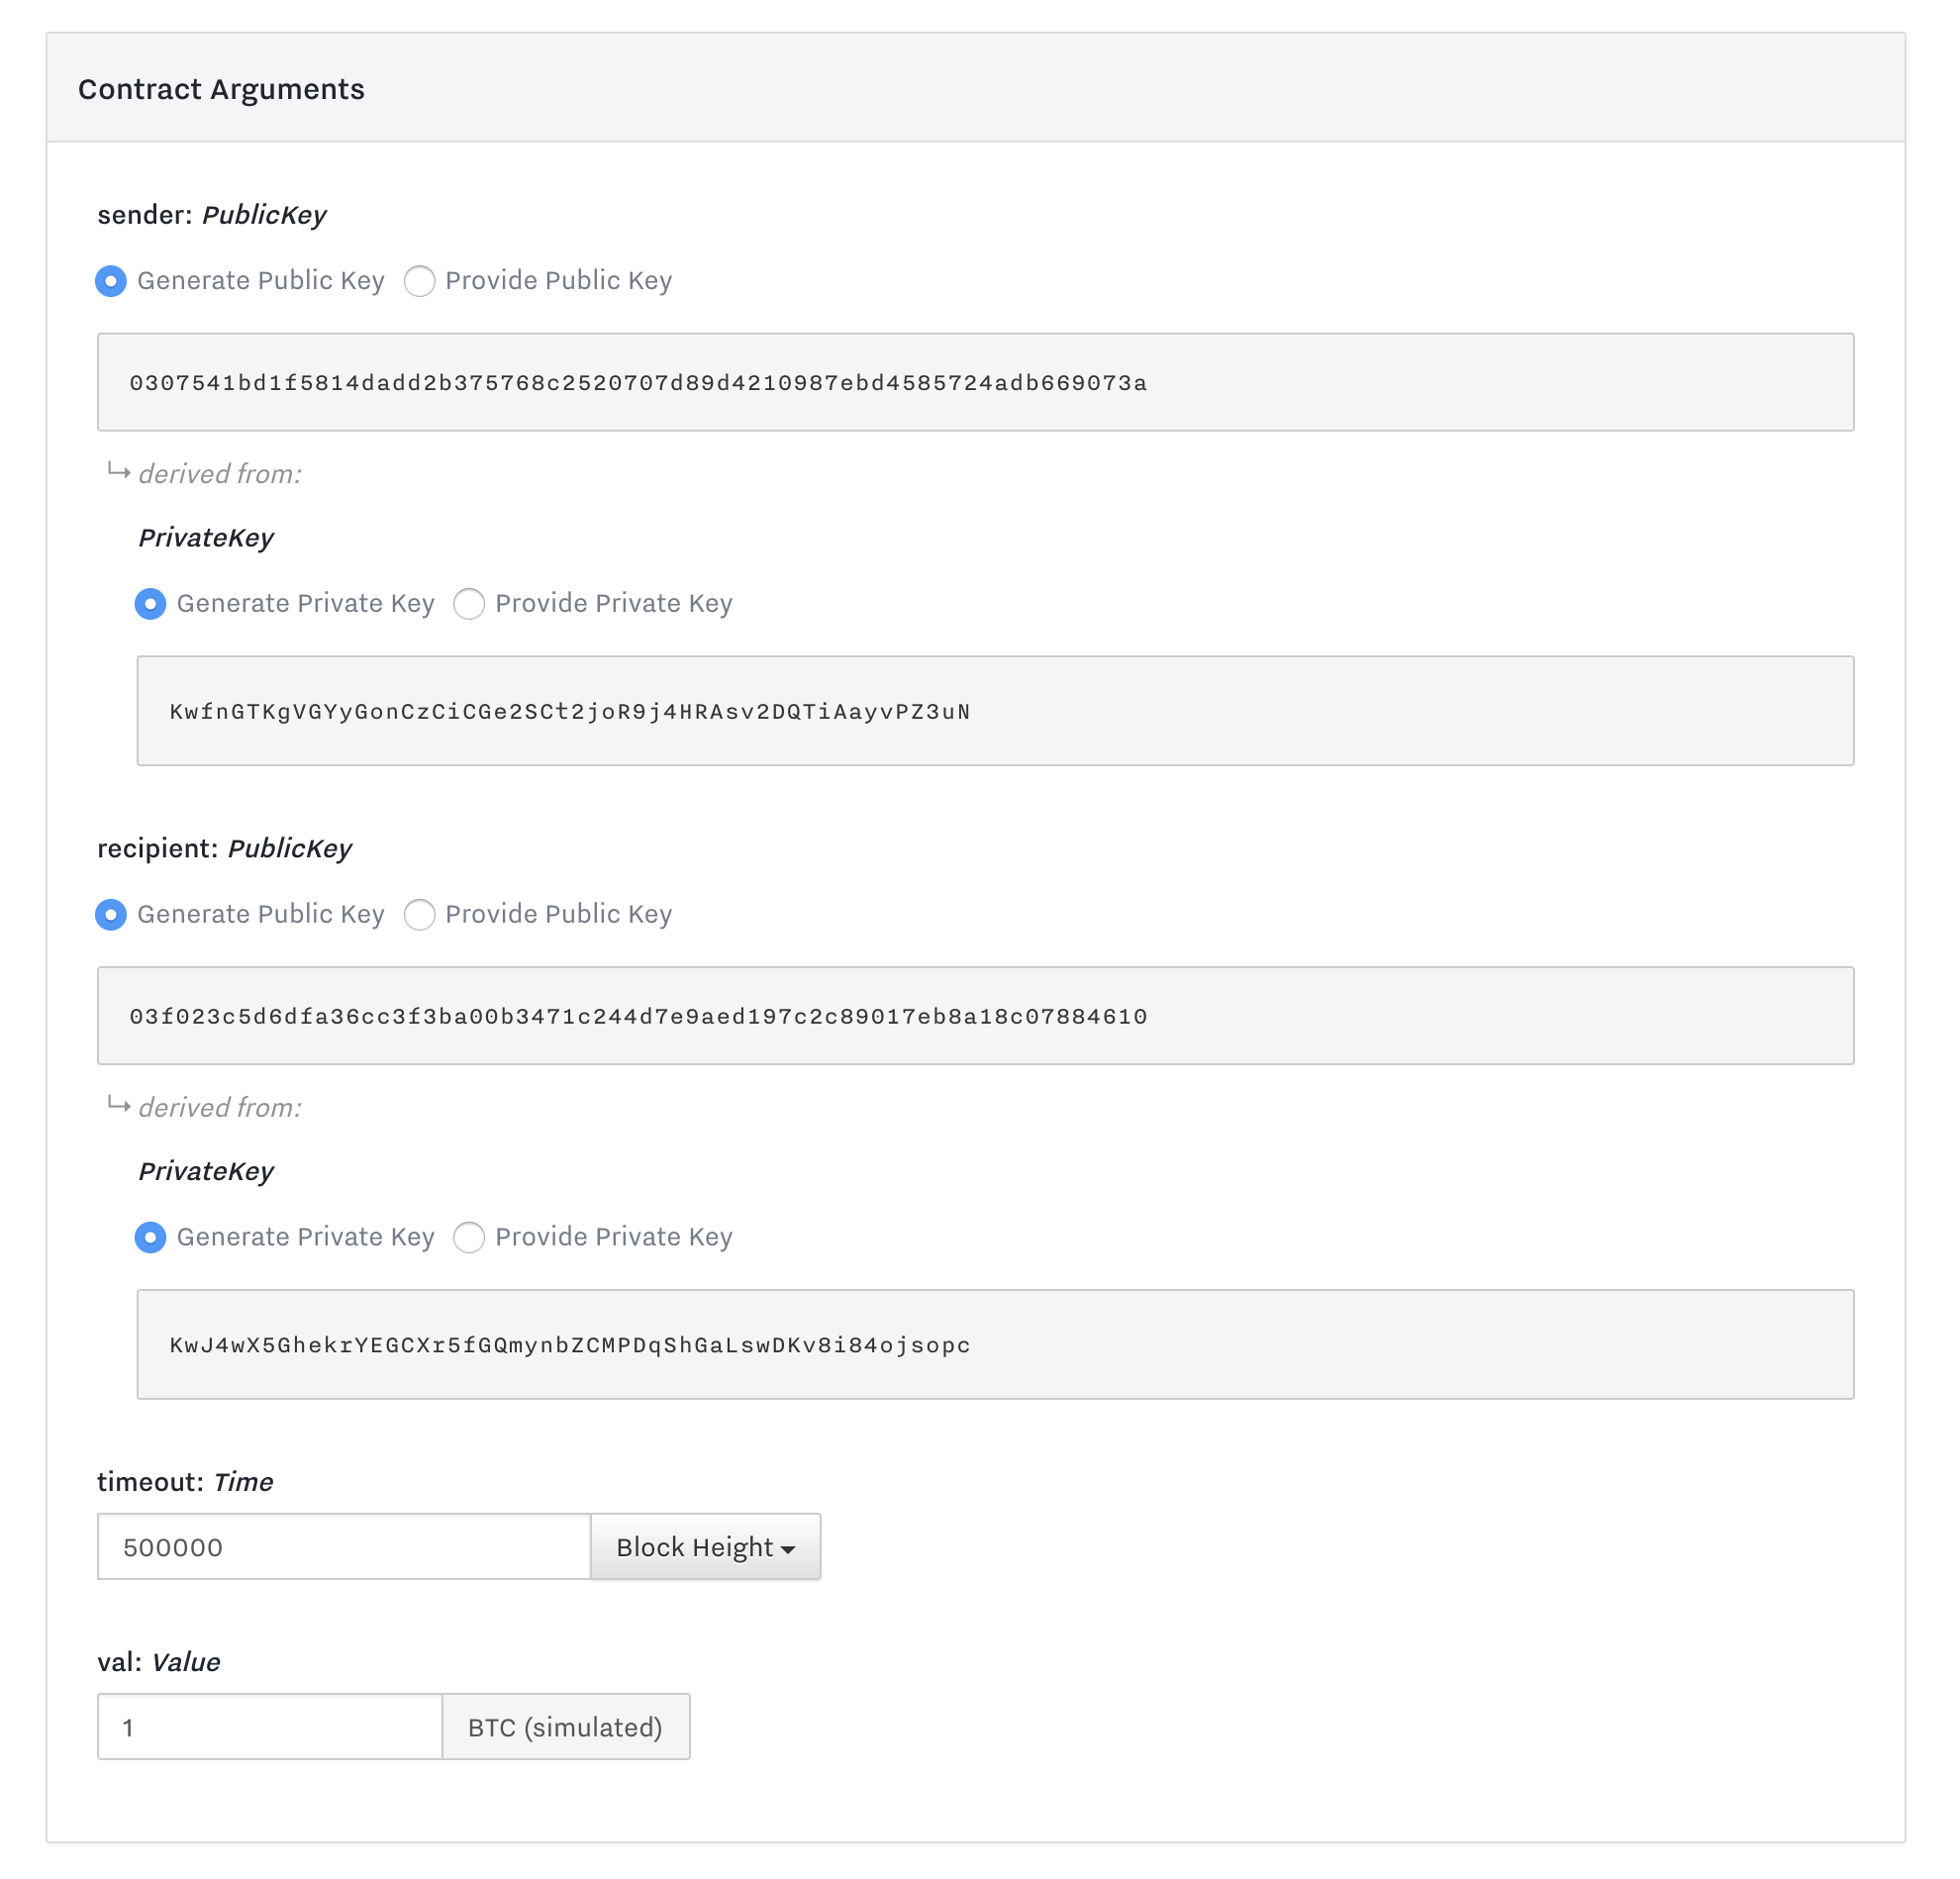 Contract Arguments
sender: PublicKey
Generate Public Key Provide Public Key
0307541bd1f5814dadd2b375768c2520707d89d4210987ebd4585724adb669073a
derived from:
PrivateKey
Generate Private Key Provide Private Key
KwfnGTKgVGYyGonCzCiCGe2SCt2joR9j4HRAsv2DQTiAayvPZ3uN
recipient: PublicKey
Generate Public Key Provide Public Key
03f023c5d6dfa36cc3f3ba00b3471c244d7e9aed197c2c89017eb8a18c07884610
derived from:
PrivateKey
Generate Private Key Provide Private Key
KwJ4wX5GhekrYEGCXr5fGQmynbZCMPDqShGaLswDKv8i84ojsopc
timeout: Time
500000 Block Height
val: Value
1 BTC (simulated)